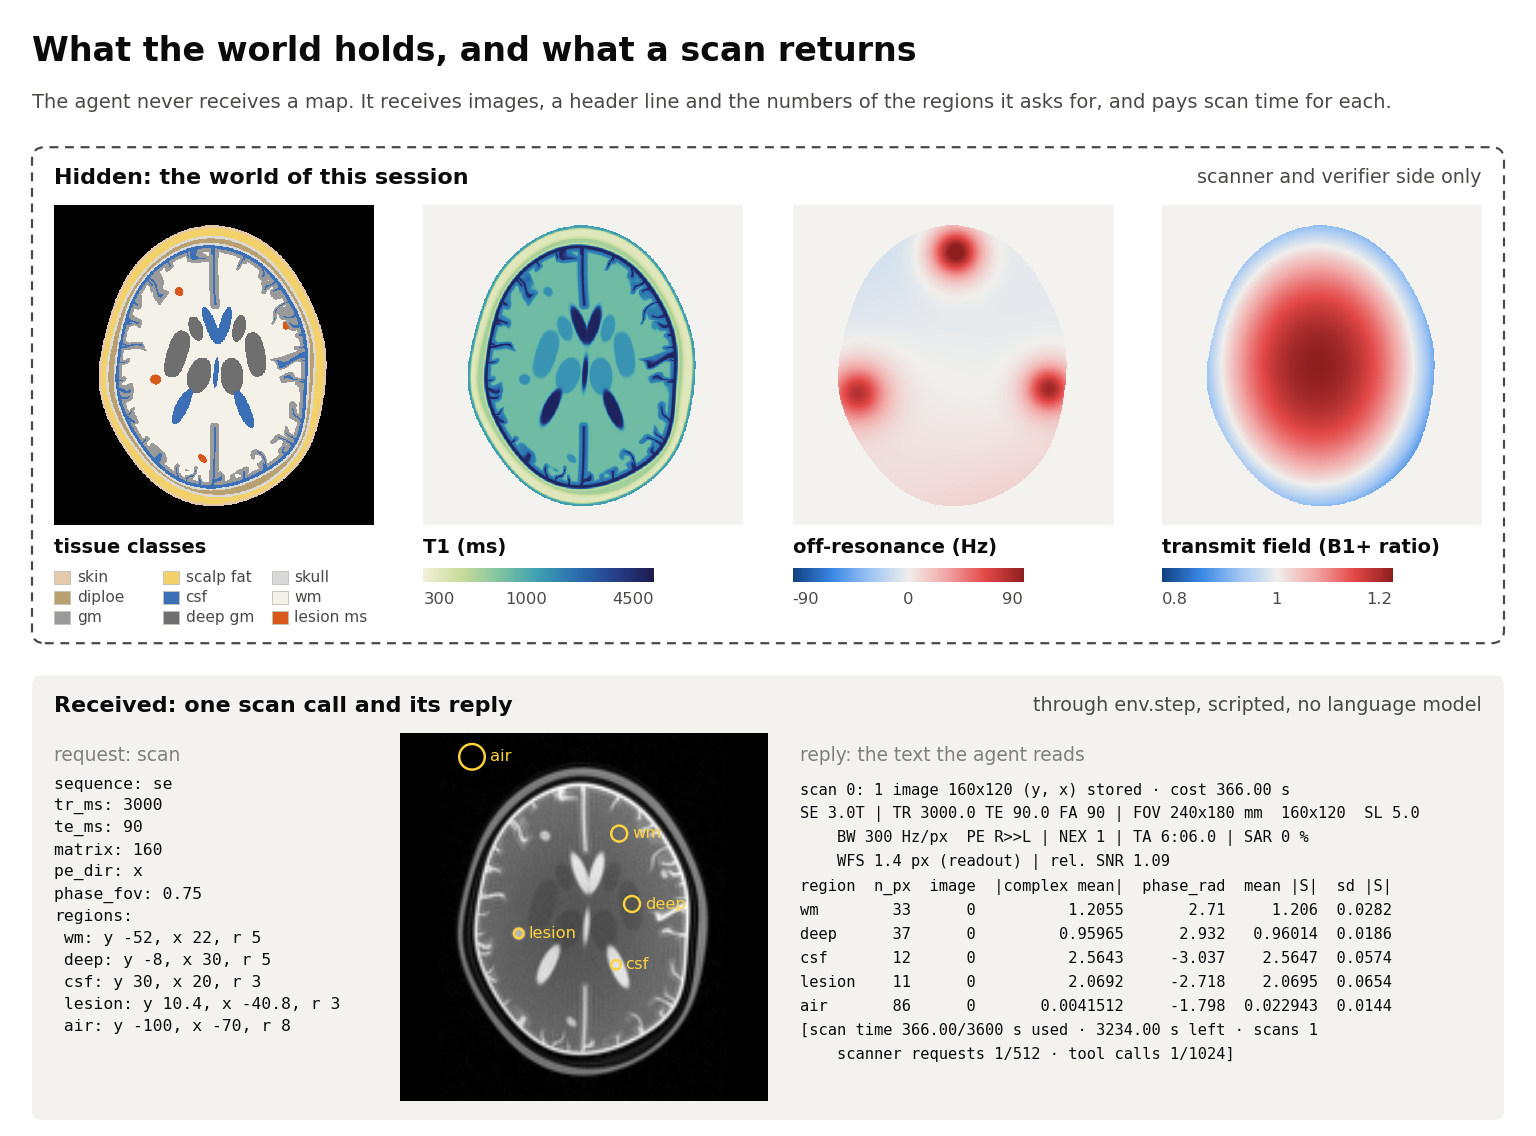 What the world holds, and what a scan returns
The agent never receives a map. It receives images, a header line and the numbers of the regions it asks for, and pays scan time for each.
Hidden: the world of this session
scanner and verifier side only
tissue classes
skin
scalp fat
skull
diploe
csf
wm
gm
deep gm
lesion ms
T1 (ms)
300 1000 4500
off-resonance (Hz)
-90 0 90
transmit field (B1+ ratio)
0.8 1 1.2
Received: one scan call and its reply
through env.step, scripted, no language model
request: scan
sequence: se
tr_ms: 3000
te_ms: 90
matrix: 160
pe_dir: x
phase_fov: 0.75
regions:
wm: y -52, x 22, r 5
deep: y -8, x 30, r 5
csf: y 30, x 20, r 3
lesion: y 10.4, x -40.8, r 3
air: y -100, x -70, r 8
air
wm
deep
lesion
csf
reply: the text the agent reads
scan 0: 1 image 160x120 (y, x) stored · cost 366.00 s
SE 3.0T | TR 3000.0 TE 90.0 FA 90 | FOV 240x180 mm 160x120 SL 5.0
BW 300 Hz/px PE R>>L | NEX 1 | TA 6:06.0 | SAR 0 %
WFS 1.4 px (readout) | rel. SNR 1.09
region n_px image |complex mean| phase_rad mean |S| sd |S|
wm 33 0 1.2055 2.71 1.206 0.0282
deep 37 0 0.95965 2.932 0.96014 0.0186
csf 12 0 2.5643 -3.037 2.5647 0.0574
lesion 11 0 2.0692 -2.718 2.0695 0.0654
air 86 0 0.0041512 -1.798 0.022943 0.0144
[scan time 366.00/3600 s used · 3234.00 s left · scans 1
scanner requests 1/512 · tool calls 1/1024]